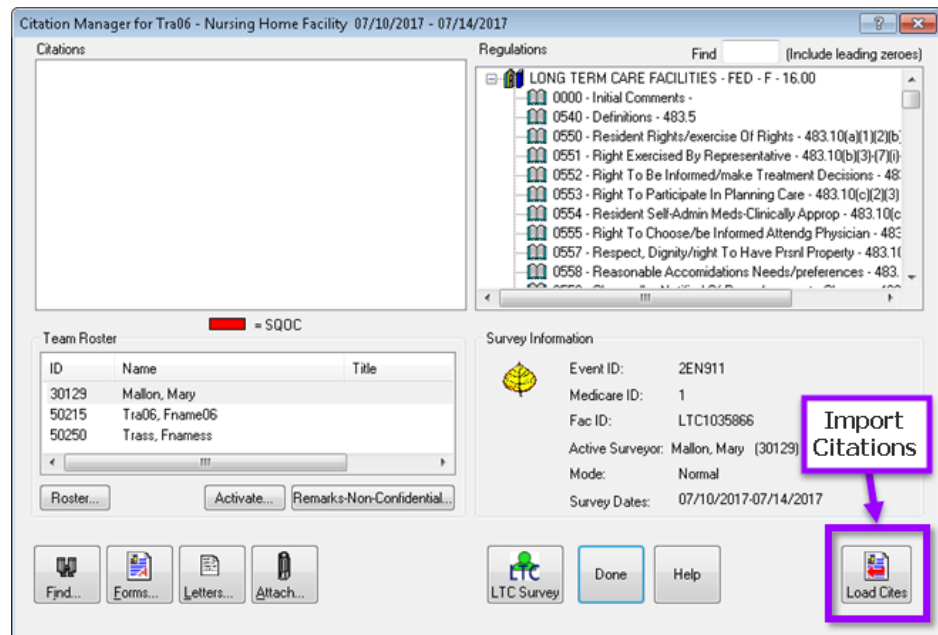 Citation Manager for Tra06 - Nursing Home Facility 07/10/2017 - 07/14/2017
Citations
Regulations
Find
(Include leading zeroes)
LONG TERM CARE FACILITIES - FED - F - 16.00
0000 - Initial Comments -
0540 - Definitions - 483.5
0550 - Resident Rights/exercise Of Rights - 483.10(a)(1)(2)(b)
0551 - Right Exercised By Representative - 483.10(b)(3)-(7)(i)-
0552 - Right To Be Informed/make Treatment Decisions - 48
0553 - Right To Participate In Planning Care - 483.10(c)(2)(3)
0554 - Resident Self-Admin Meds-Clinically Approp - 483.10(c
0555 - Right To Choose/be Informed Attendg Physician - 483
0557 - Respect, Dignity/right To Have Prsnl Property - 483.10
0558 - Reasonable Accomidations Needs/preferences - 483.
= SQOC
Team Roster
ID Name Title
30129 Mallon, Mary
50215 Tra06, Fname06
50250 Trass, Fnamess
Roster...
Activate...
Remarks-Non-Confidential...
Survey Information
Event ID: 2EN911
Medicare ID: 1
Fac ID: LTC1035866
Active Surveyor: Mallon, Mary (30129)
Mode: Normal
Survey Dates: 07/10/2017-07/14/2017
Import
Citations
Find...
Forms...
Letters...
Attach...
LTC
LTC Survey
Done
Help
Load Cites